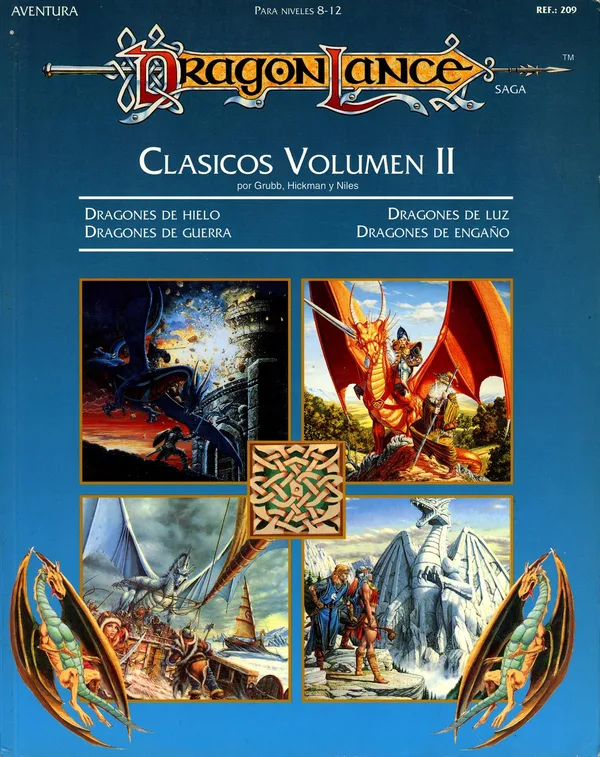 AVENTURA
PARA NIVELES 8-12
REF.: 209
DRAGONLANCE
TM
SAGA
CLASICOS VOLUMEN II
por Grubb, Hickman y Niles
DRAGONES DE HIELO
DRAGONES DE LUZ
DRAGONES DE GUERRA
DRAGONES DE ENGAÑO